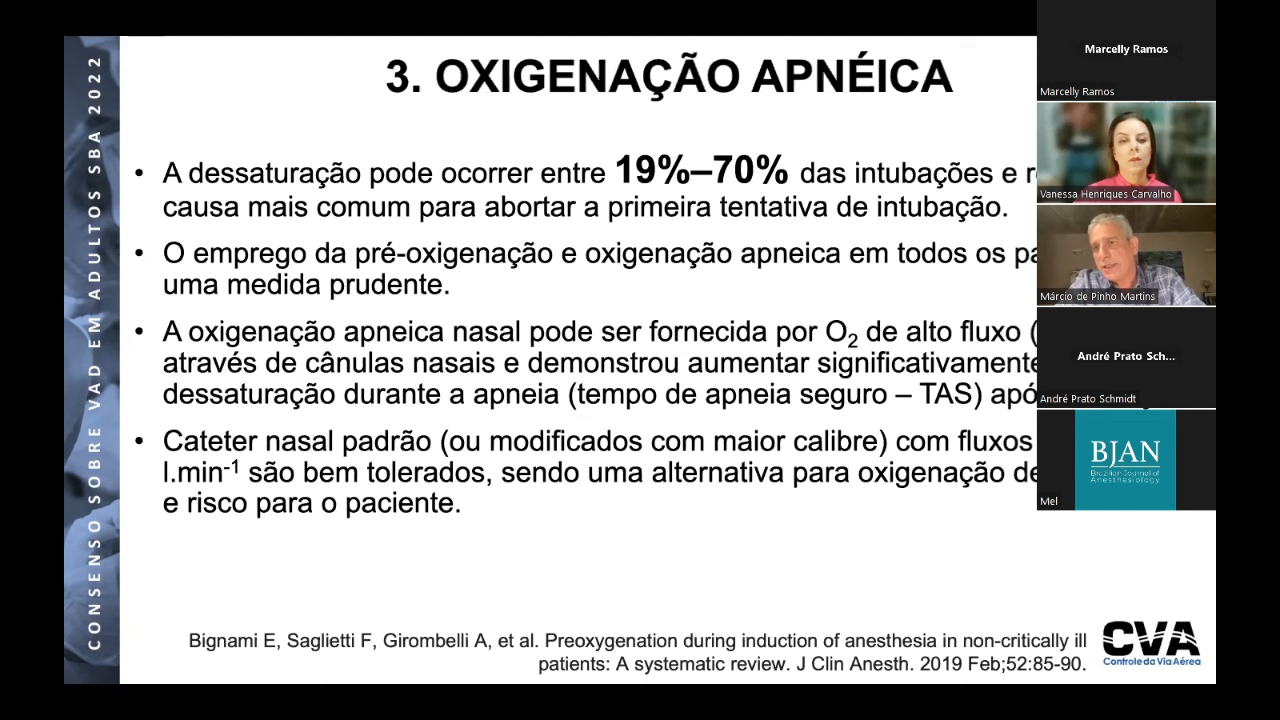 CONSENSO SOBRE VAD EM ADULTOS SBA 2022
3. OXIGENAÇÃO APNÉICA
• A dessaturação pode ocorrer entre 19%–70% das intubações e
causa mais comum para abortar a primeira tentativa de intubação.
• O emprego da pré-oxigenação e oxigenação apneica em todos os
uma medida prudente.
• A oxigenação apneica nasal pode ser fornecida por O₂ de alto fluxo (
através de cânulas nasais e demonstrou aumentar significativamente
dessaturação durante a apneia (tempo de apneia seguro – TAS)
• Cateter nasal padrão (ou modificados com maior calibre) com fluxos
l.min⁻¹ são bem tolerados, sendo uma alternativa para oxigenação
e risco para o paciente.
Bignami E, Saglietti F, Girombelli A, et al. Preoxygenation during induction of anesthesia in non-critically ill
patients: A systematic review. J Clin Anesth. 2019 Feb;52:85-90.
CVA
Controle da Via Aérea
Marcelly Ramos
Marcelly Ramos
Vanessa Henriques Carvalho
Márcio de Pinho Martins
André Prato Sch...
André Prato Schmidt
BJAN
Brazilian Journal of
Anesthesiology
Mel